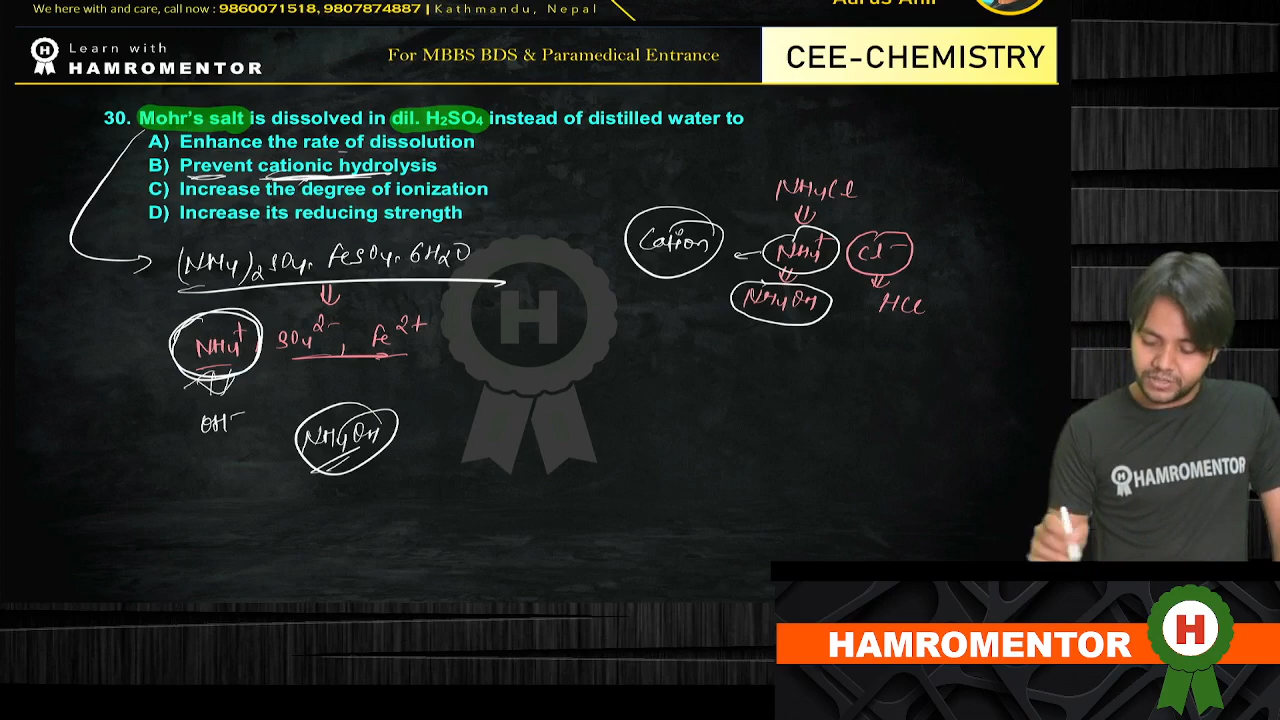 We here with and care, call now : 9860071518, 9807874887 | Kathmandu, Nepal
Learn with
HAMROMENTOR
For MBBS BDS & Paramedical Entrance
CEE-CHEMISTRY
30. Mohr's salt is dissolved in dil. H₂SO₄ instead of distilled water to
A) Enhance the rate of dissolution
B) Prevent cationic hydrolysis
C) Increase the degree of ionization
D) Increase its reducing strength
(NH4)2SO4. FeSO4. 6H2O
NH4+ SO4 2-, Fe 2+
OH-
NH4OH
NH4Cl
Cation NH4+ Cl-
NH4OH HCl
H
HAMROMENTOR
HAMROMENTOR
H